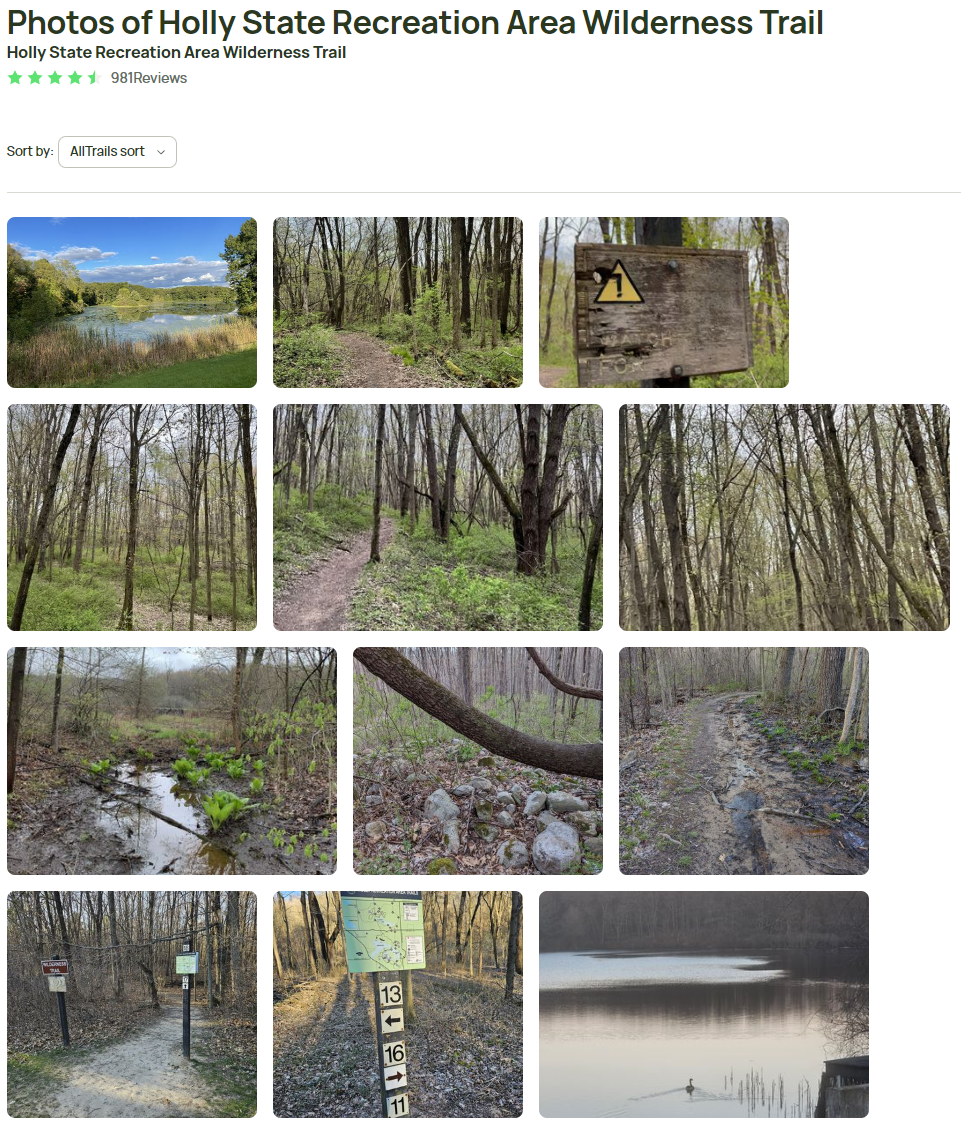 Photos of Holly State Recreation Area Wilderness Trail
Holly State Recreation Area Wilderness Trail
981Reviews
Sort by: AllTrails sort
WILDERNESS
TRAIL
13
16
11